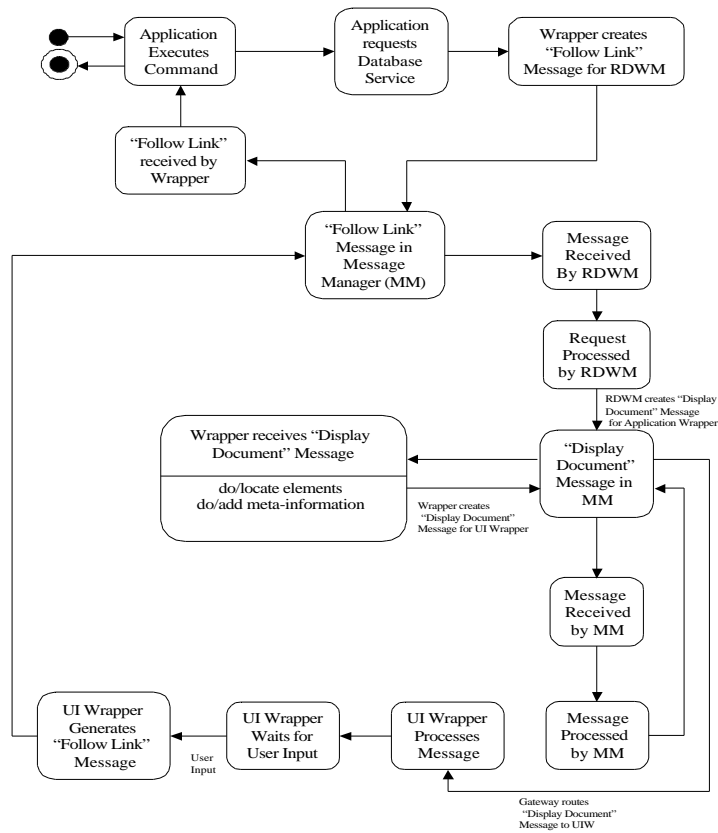 Application
Executes
Command
Application
requests
Database
Service
Wrapper creates
“Follow Link”
Message for RDWM
“Follow Link”
received by
Wrapper
“Follow Link”
Message in
Message
Manager (MM)
Message
Received
By RDWM
Request
Processed
by RDWM
RDWM creates “Display
Document” Message
for Application Wrapper
Wrapper receives “Display
Document” Message
do/locate elements
do/add meta-information
“Display
Document”
Message in
MM
Wrapper creates
“Display Document”
Message for UI Wrapper
Message
Received
by MM
UI Wrapper
Generates
“Follow Link”
Message
User
Input
UI Wrapper
Waits for
User Input
UI Wrapper
Processes
Message
Message
Processed
by MM
Gateway routes
“Display Document”
Message to UIW